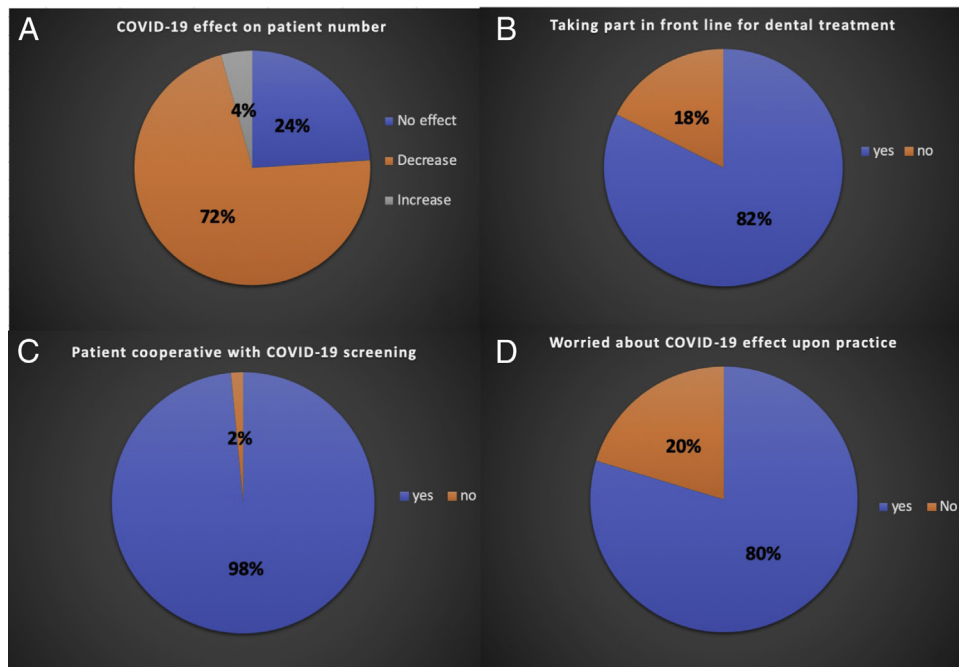 A
COVID-19 effect on patient number
4%
24%
72%
No effect
Decrease
Increase
B
Taking part in front line for dental treatment
18%
82%
yes no
C
Patient cooperative with COVID-19 screening
2%
98%
yes no
D
Worried about COVID-19 effect upon practice
20%
80%
yes No